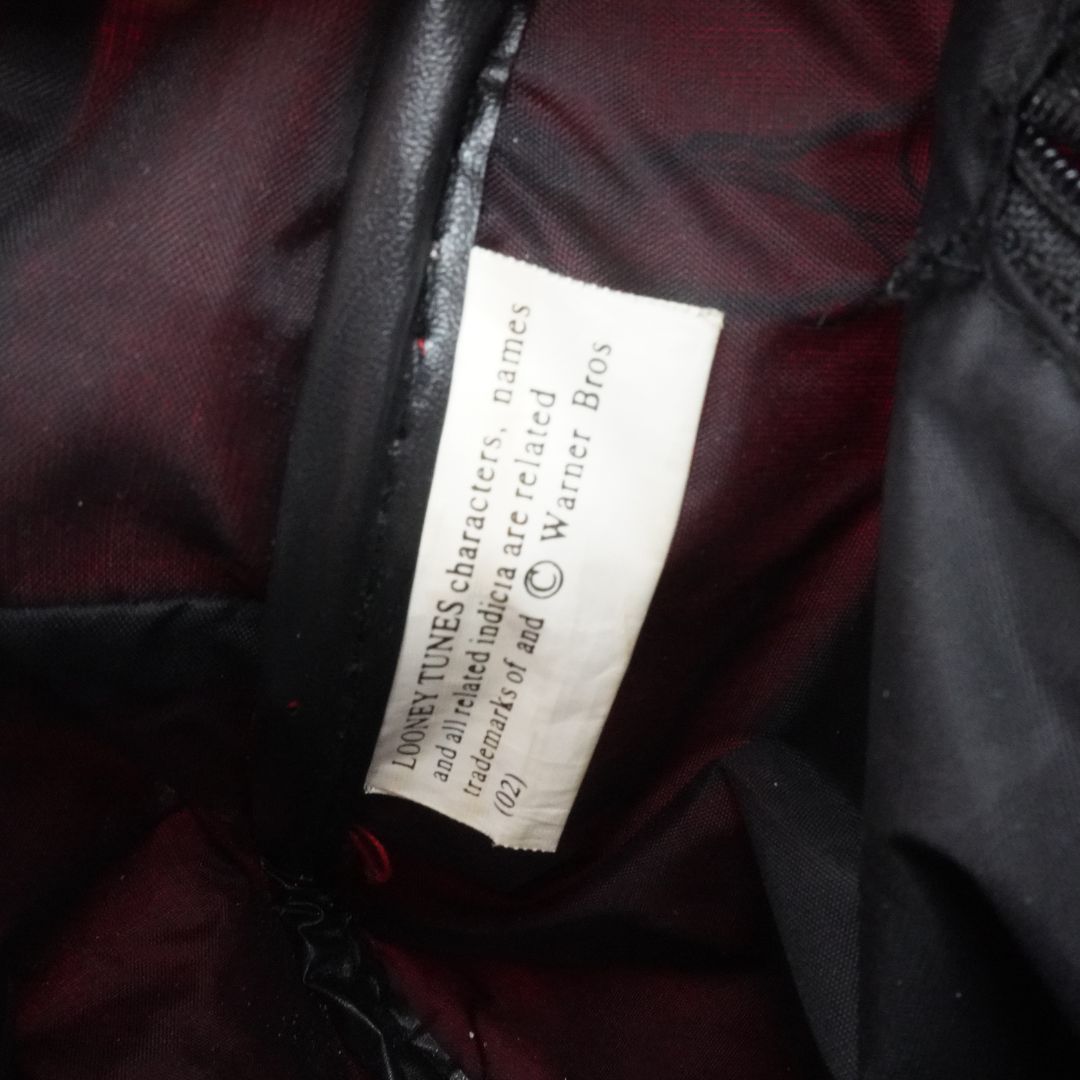 LOONEY TUNES characters, names
and all related indicia are related
trademarks of and © Warner Bros
(02)